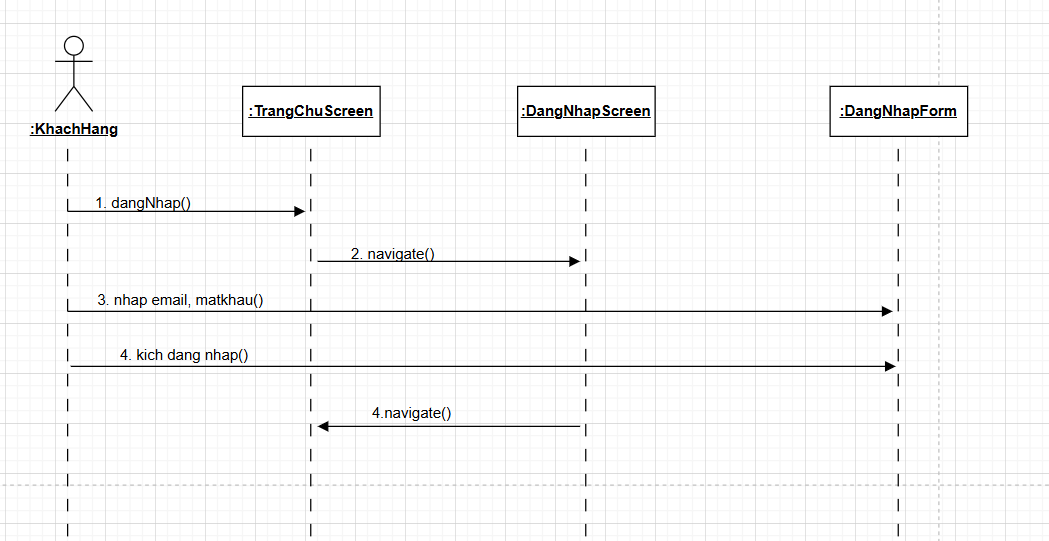 :KhachHang
:TrangChuScreen
:DangNhapScreen
:DangNhapForm
1. dangNhap()
2. navigate()
3. nhap email, matkhau()
4. kich dang nhap()
4.navigate()